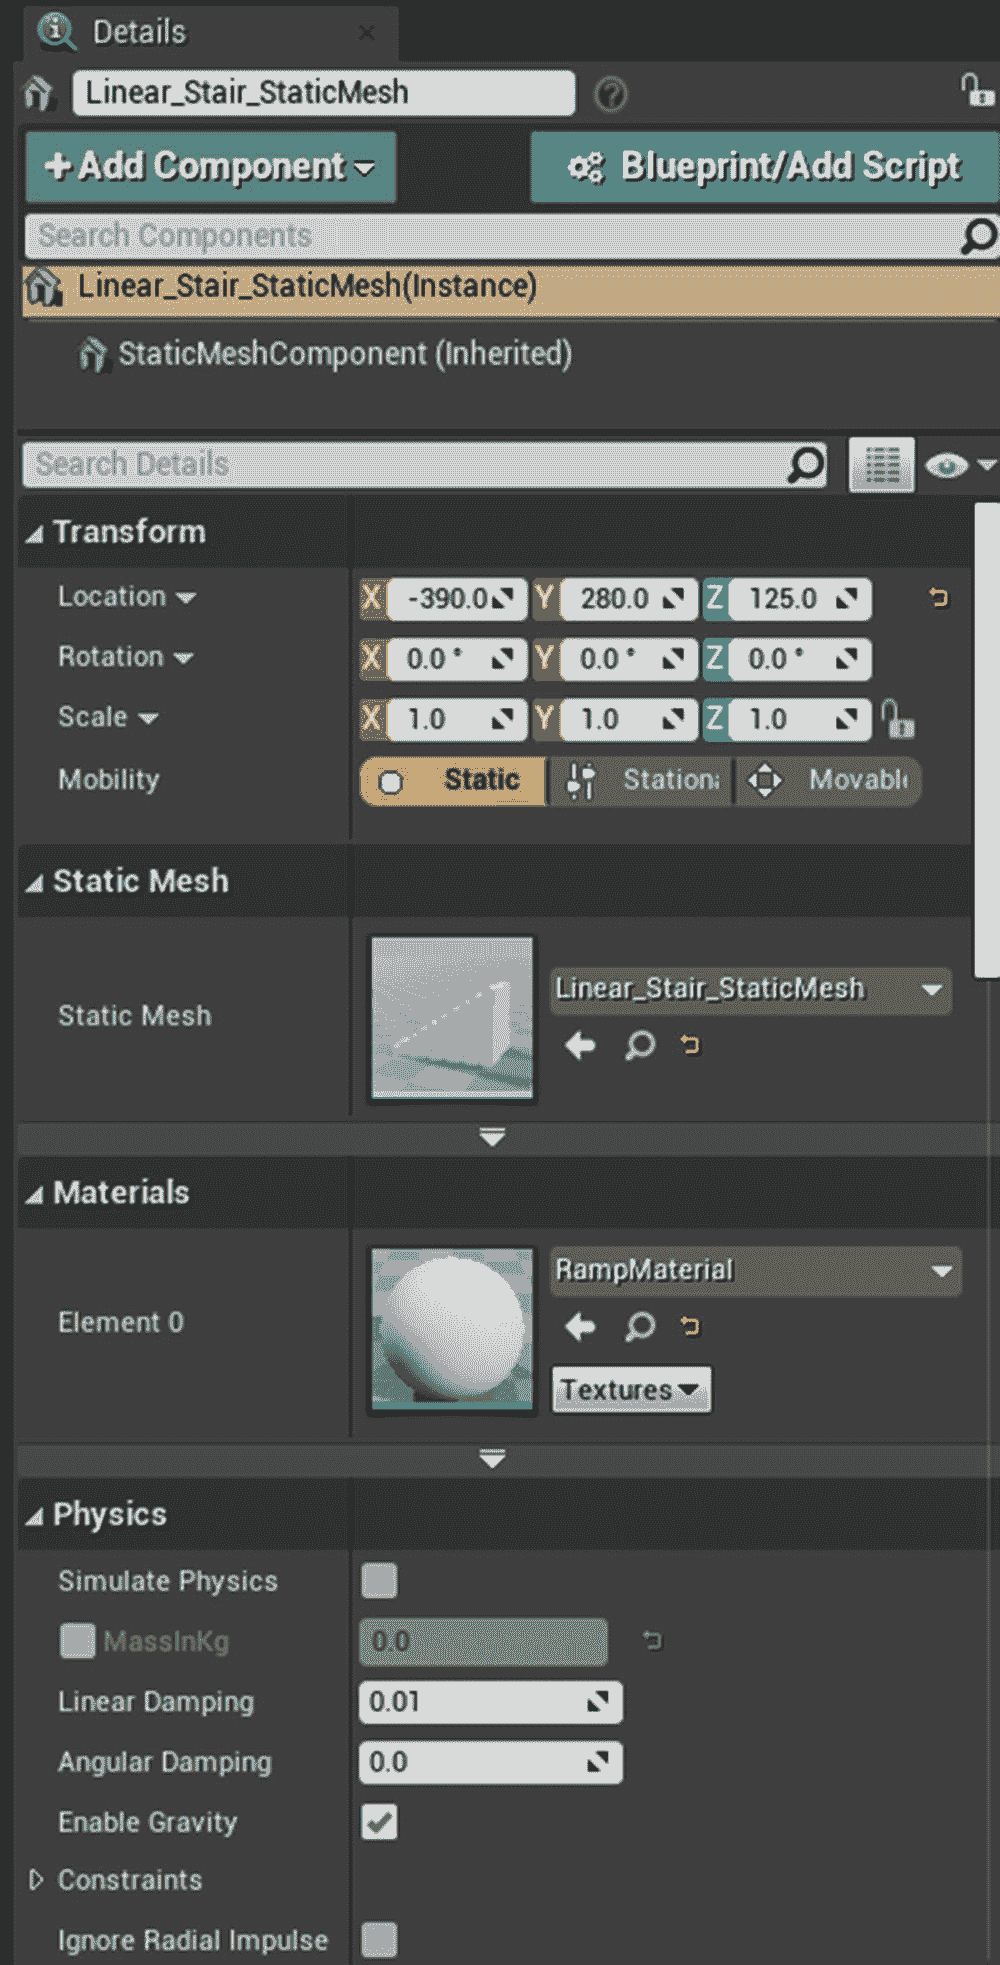 Details
Linear_Stair_StaticMesh
Add Component
Blueprint/Add Script
Search Components
Linear_Stair_StaticMesh(Instance)
StaticMeshComponent (Inherited)
Search Details
Transform
Location X -390.0 Y 280.0 Z 125.0
Rotation X 0.0 ° Y 0.0 ° Z 0.0 °
Scale X 1.0 Y 1.0 Z 1.0
Mobility Static Station Movabl
Static Mesh
Static Mesh
Linear_Stair_StaticMesh
Materials
Element 0
RampMaterial
Textures
Physics
Simulate Physics
MassInKg 0.0
Linear Damping 0.01
Angular Damping 0.0
Enable Gravity
Constraints
Ignore Radial Impulse